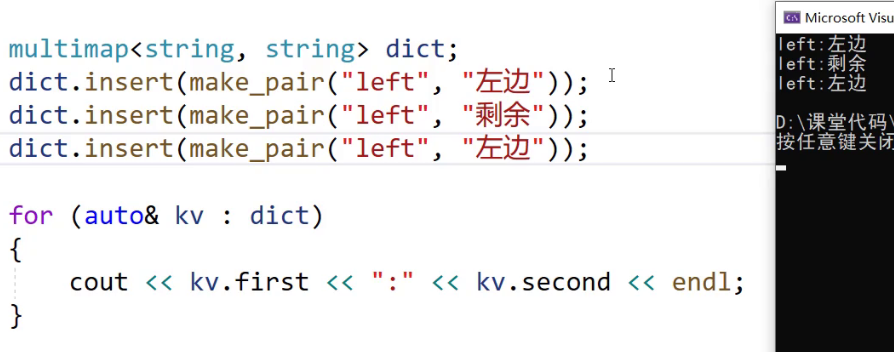 multimap<string, string> dict;
dict.insert(make_pair("left", "左边"));
dict.insert(make_pair("left", "剩余"));
dict.insert(make_pair("left", "左边"));
for (auto& kv : dict)
{
    cout << kv.first << ":" << kv.second << endl;
}
Microsoft Visu
left:左边
left:剩余
left:左边
D:\课堂代码\
按任意键关闭